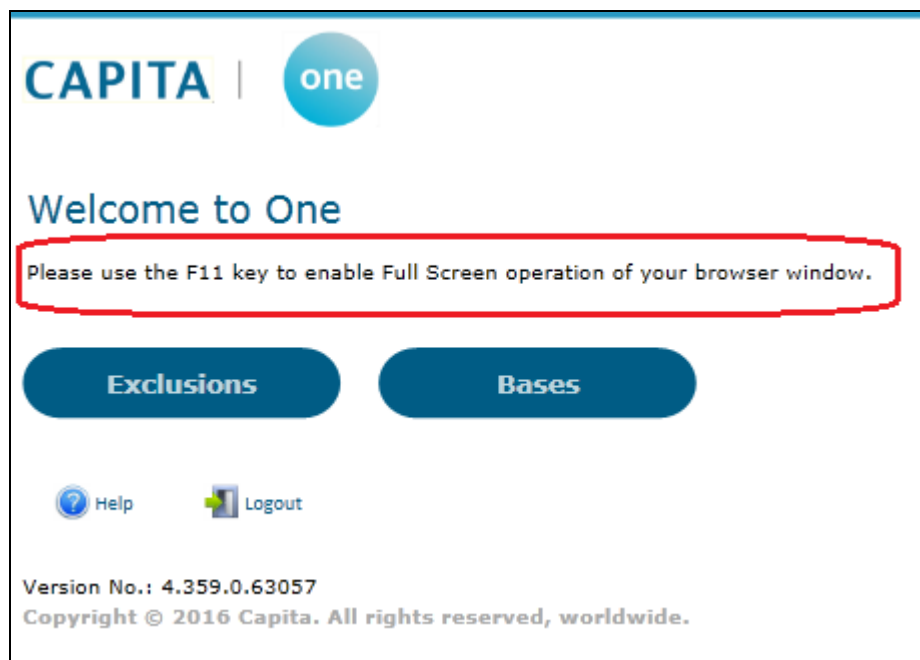 CAPITA | one
Welcome to One
Please use the F11 key to enable Full Screen operation of your browser window.
Exclusions Bases
? Help Logout
Version No.: 4.359.0.63057
Copyright © 2016 Capita. All rights reserved, worldwide.